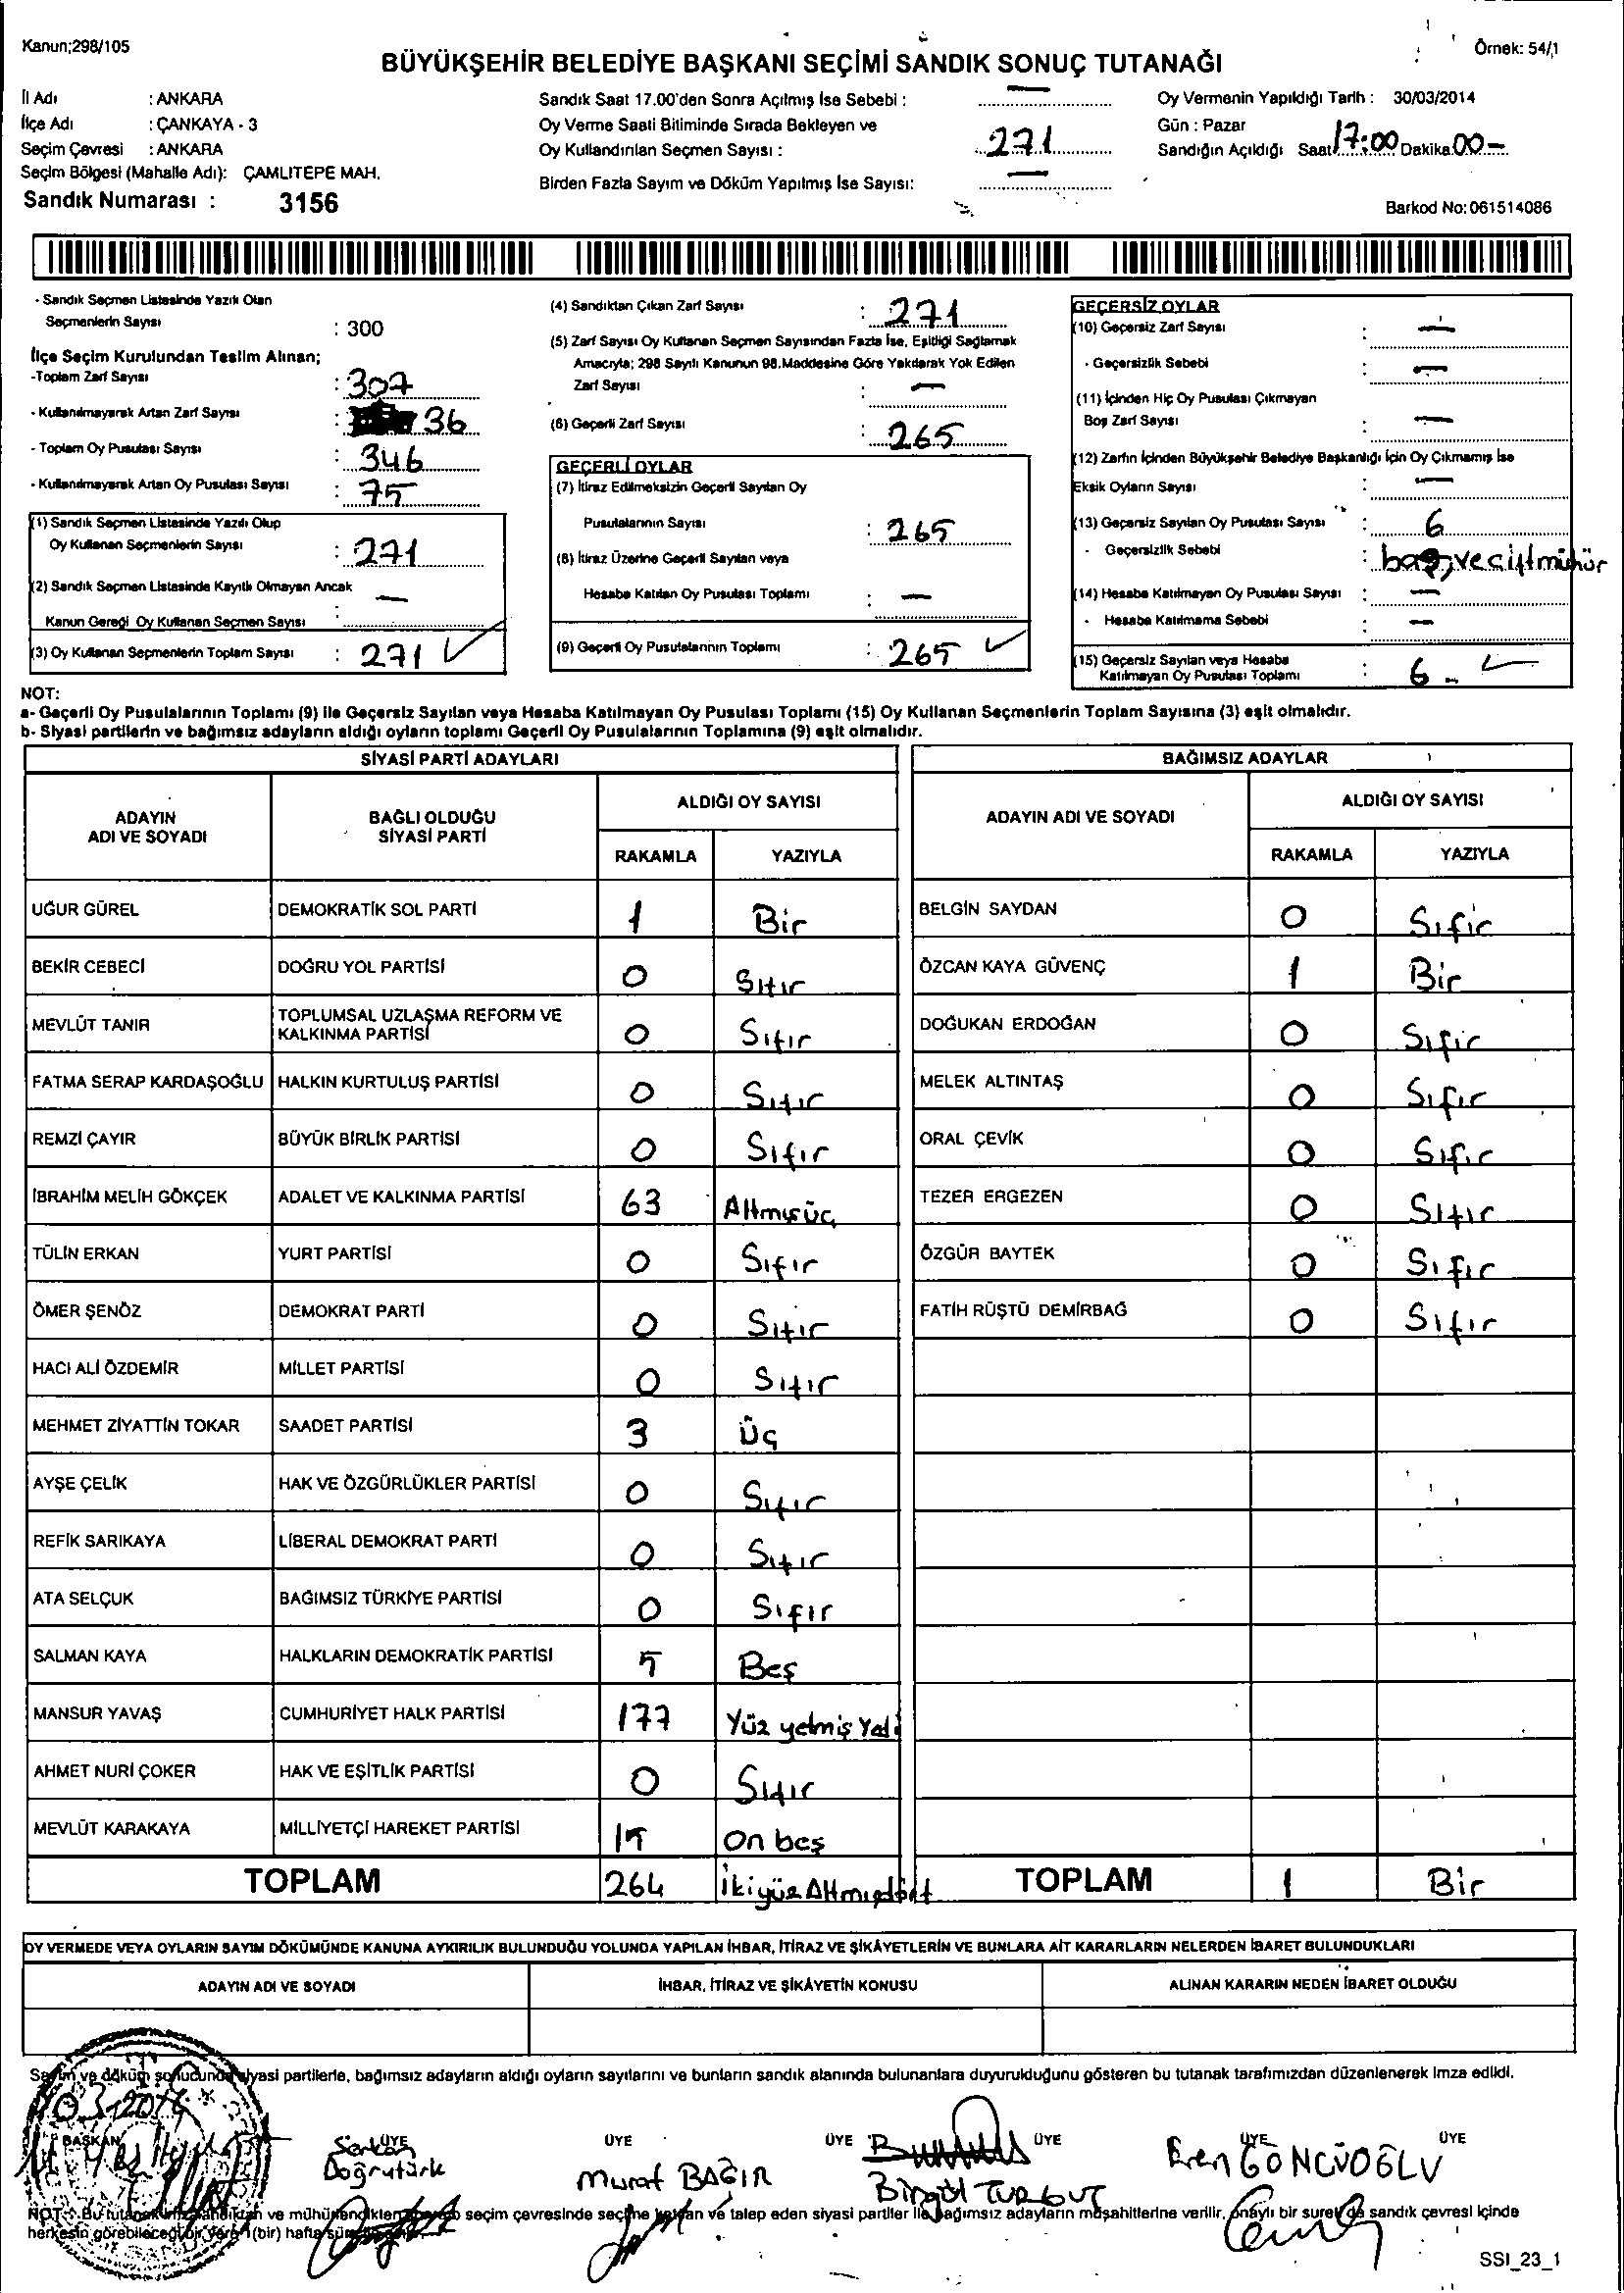 Kanun;298/105
Örnek: 54/1
BÜYÜKŞEHİR BELEDİYE BAŞKANI SEÇİMİ SANDIK SONUÇ TUTANAĞI
İl Adı : ANKARA
İlçe Adı : ÇANKAYA - 3
Seçim Çevresi : ANKARA
Seçim Bölgesi (Mahalle Adı): ÇAMLITEPE MAH.
Sandık Numarası : 3156
Sandık Saat 17.00'den Sonra Açılmış İse Sebebi : —
Oy Verme Saati Bitiminde Sırada Bekleyen ve
Oy Kullandırılan Seçmen Sayısı : 271
Birden Fazla Sayım ve Döküm Yapılmış İse Sayısı: —
Oy Vermenin Yapıldığı Tarih : 30/03/2014
Gün : Pazar
Sandığın Açıldığı Saat 17:00 Dakika 00-
Barkod No:061514086
- Sandık Seçmen Listesinde Yazılı Olan
Seçmenlerin Sayısı : 300
İlçe Seçim Kurulundan Teslim Alınan;
-Toplam Zarf Sayısı : 307
- Kullanılmayarak Artan Zarf Sayısı : 36
- Toplam Oy Pusulası Sayısı : 346
- Kullanılmayarak Artan Oy Pusulası Sayısı : 75
(1) Sandık Seçmen Listesinde Yazılı Olup
Oy Kullanan Seçmenlerin Sayısı : 271
(2) Sandık Seçmen Listesinde Kayıtlı Olmayan Ancak
Kanun Gereği Oy Kullanan Seçmen Sayısı : —
(3) Oy Kullanan Seçmenlerin Toplam Sayısı : 271
(4) Sandıktan Çıkan Zarf Sayısı : 271
(5) Zarf Sayısı Oy Kullanan Seçmen Sayısından Fazla İse, Eşitliği Sağlamak
Amacıyla; 298 Sayılı Kanunun 98.Maddesine Göre Yakılarak Yok Edilen
Zarf Sayısı : —
(6) Geçerli Zarf Sayısı : 265
GEÇERLİ OYLAR
(7) İtiraz Edilmeksizin Geçerli Sayılan Oy
Pusulalarının Sayısı : 265
(8) İtiraz Üzerine Geçerli Sayılan veya
Hesaba Katılan Oy Pusulası Toplamı : —
(9) Geçerli Oy Pusulalarının Toplamı : 265
GEÇERSİZ OYLAR
(10) Geçersiz Zarf Sayısı : —
- Geçersizlik Sebebi : —
(11) İçinden Hiç Oy Pusulası Çıkmayan
Boş Zarf Sayısı : —
(12) Zarfın İçinden Büyükşehir Belediye Başkanlığı İçin Oy Çıkmamış İse
Eksik Oyların Sayısı : —
(13) Geçersiz Sayılan Oy Pusulası Sayısı : 6
- Geçersizlik Sebebi : boş, ve çift mühür
(14) Hesaba Katılmayan Oy Pusulası Sayısı : —
- Hesaba Katılmama Sebebi : —
(15) Geçersiz Sayılan veya Hesaba
Katılmayan Oy Pusulası Toplamı : 6 -
NOT:
a- Geçerli Oy Pusulalarının Toplamı (9) ile Geçersiz Sayılan veya Hesaba Katılmayan Oy Pusulası Toplamı (15) Oy Kullanan Seçmenlerin Toplam Sayısına (3) eşit olmalıdır.
b- Siyasi partilerin ve bağımsız adayların aldığı oyların toplamı Geçerli Oy Pusulalarının Toplamına (9) eşit olmalıdır.
SİYASİ PARTİ ADAYLARI
ADAYIN ADI VE SOYADI BAĞLI OLDUĞU SİYASİ PARTİ ALDIĞI OY SAYISI
RAKAMLA YAZIYLA
UĞUR GÜREL DEMOKRATİK SOL PARTİ 1 Bir
BEKİR CEBECİ DOĞRU YOL PARTİSİ 0 Sıfır
MEVLÜT TANIR TOPLUMSAL UZLAŞMA REFORM VE KALKINMA PARTİSİ 0 Sıfır
FATMA SERAP KARDAŞOĞLU HALKIN KURTULUŞ PARTİSİ 0 Sıfır
REMZİ ÇAYIR BÜYÜK BİRLİK PARTİSİ 0 Sıfır
İBRAHİM MELİH GÖKÇEK ADALET VE KALKINMA PARTİSİ 63 Altmışüç
TÜLİN ERKAN YURT PARTİSİ 0 Sıfır
ÖMER ŞENÖZ DEMOKRAT PARTİ 0 Sıfır
HACI ALİ ÖZDEMİR MİLLET PARTİSİ 0 Sıfır
MEHMET ZİYATTİN TOKAR SAADET PARTİSİ 3 Üç
AYŞE ÇELİK HAK VE ÖZGÜRLÜKLER PARTİSİ 0 Sıfır
REFİK SARIKAYA LİBERAL DEMOKRAT PARTİ 0 Sıfır
ATA SELÇUK BAĞIMSIZ TÜRKİYE PARTİSİ 0 Sıfır
SALMAN KAYA HALKLARIN DEMOKRATİK PARTİSİ 5 Beş
MANSUR YAVAŞ CUMHURİYET HALK PARTİSİ 177 Yüz yetmiş Yedi
AHMET NURİ ÇOKER HAK VE EŞİTLİK PARTİSİ 0 Sıfır
MEVLÜT KARAKAYA MİLLİYETÇİ HAREKET PARTİSİ 15 On beş
TOPLAM 264 İkiyüz Altmışdört
BAĞIMSIZ ADAYLAR
ADAYIN ADI VE SOYADI ALDIĞI OY SAYISI
RAKAMLA YAZIYLA
BELGİN SAYDAN 0 Sıfır
ÖZCAN KAYA GÜVENÇ 1 Bir
DOĞUKAN ERDOĞAN 0 Sıfır
MELEK ALTINTAŞ 0 Sıfır
ORAL ÇEVİK 0 Sıfır
TEZER ERGEZEN 0 Sıfır
ÖZGÜR BAYTEK 0 Sıfır
FATİH RÜŞTÜ DEMİRBAĞ 0 Sıfır
TOPLAM 1 Bir
OY VERMEDE VEYA OYLARIN SAYIM DÖKÜMÜNDE KANUNA AYKIRILIK BULUNDUĞU YOLUNDA YAPILAN İHBAR, İTİRAZ VE ŞİKÂYETLERİN VE BUNLARA AİT KARARLARIN NELERDEN İBARET BULUNDUKLARI
ADAYIN ADI VE SOYADI İHBAR, İTİRAZ VE ŞİKÂYETİN KONUSU ALINAN KARARIN NEDEN İBARET OLDUĞU
Sayım ve döküm sonucunda siyasi partilerle, bağımsız adayların aldığı oyların sayılarını ve bunların sandık alanında bulunanlara duyurulduğunu gösteren bu tutanak tarafımızdan düzenlenerek imza edildi.
BAŞKAN ÜYE ÜYE ÜYE ÜYE ÜYE ÜYE
Serkan Doğrutürk
Murat BAĞIR
Birgül TURGUT
Eren GÖNCÜOĞLU
NOT: Bu tutanak ve mühürlendikten seçim çevresinde seçime katılan ve talep eden siyasi partiler ile bağımsız adayların müşahitlerine verilir, onaylı bir sureti de sandık çevresi içinde
herkesin görebileceği bir yere 1(bir) hafta
SSI_23_1